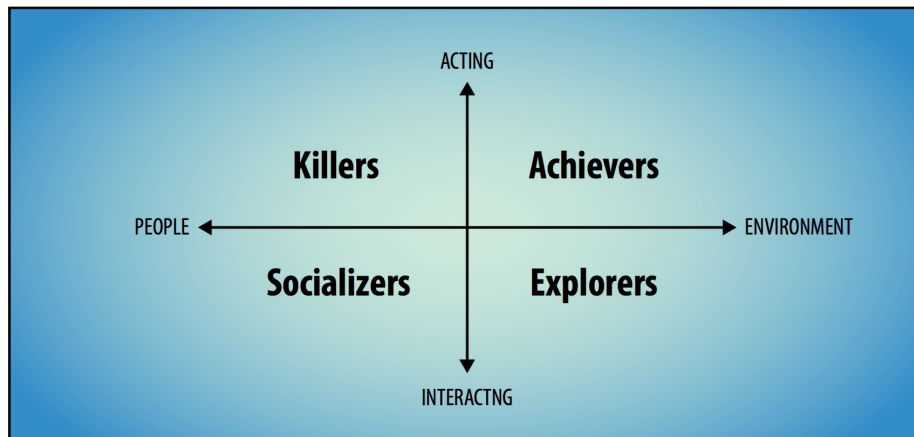 ACTING
Killers Achievers
PEOPLE ENVIRONMENT
Socializers Explorers
INTERACTNG